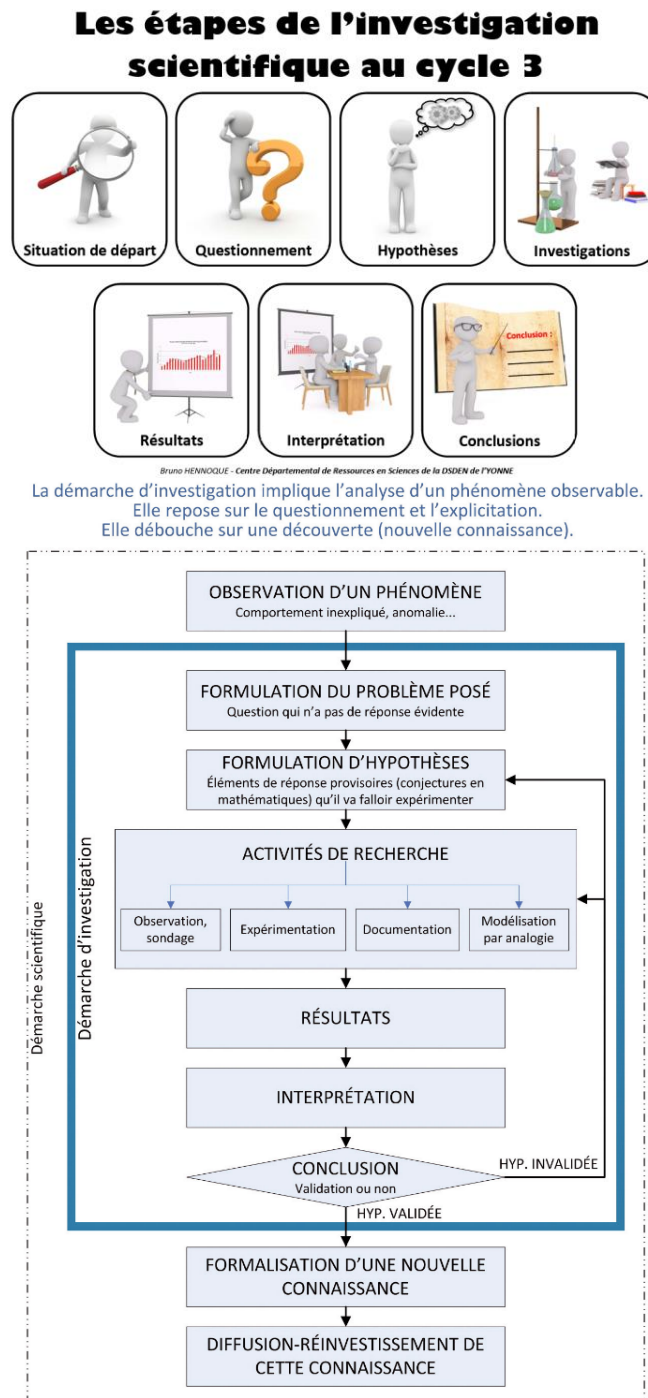 Les étapes de l'investigation
scientifique au cycle 3
Situation de départ
Questionnement
Hypothèses
Investigations
Résultats
Interprétation
Conclusion :
Conclusions
Bruno HENNOQUE - Centre Départemental de Ressources en Sciences de la DSDEN de l'YONNE
La démarche d'investigation implique l'analyse d'un phénomène observable.
Elle repose sur le questionnement et l'explicitation.
Elle débouche sur une découverte (nouvelle connaissance).
OBSERVATION D'UN PHÉNOMÈNE
Comportement inexpliqué, anomalie...
FORMULATION DU PROBLÈME POSÉ
Question qui n'a pas de réponse évidente
FORMULATION D'HYPOTHÈSES
Éléments de réponse provisoires (conjectures en
mathématiques) qu'il va falloir expérimenter
ACTIVITÉS DE RECHERCHE
Observation,
sondage
Expérimentation
Documentation
Modélisation
par analogie
Démarche scientifique
Démarche d'investigation
RÉSULTATS
INTERPRÉTATION
CONCLUSION
Validation ou non
HYP. INVALIDÉE
HYP. VALIDÉE
FORMALISATION D'UNE NOUVELLE
CONNAISSANCE
DIFFUSION-RÉINVESTISSEMENT DE
CETTE CONNAISSANCE